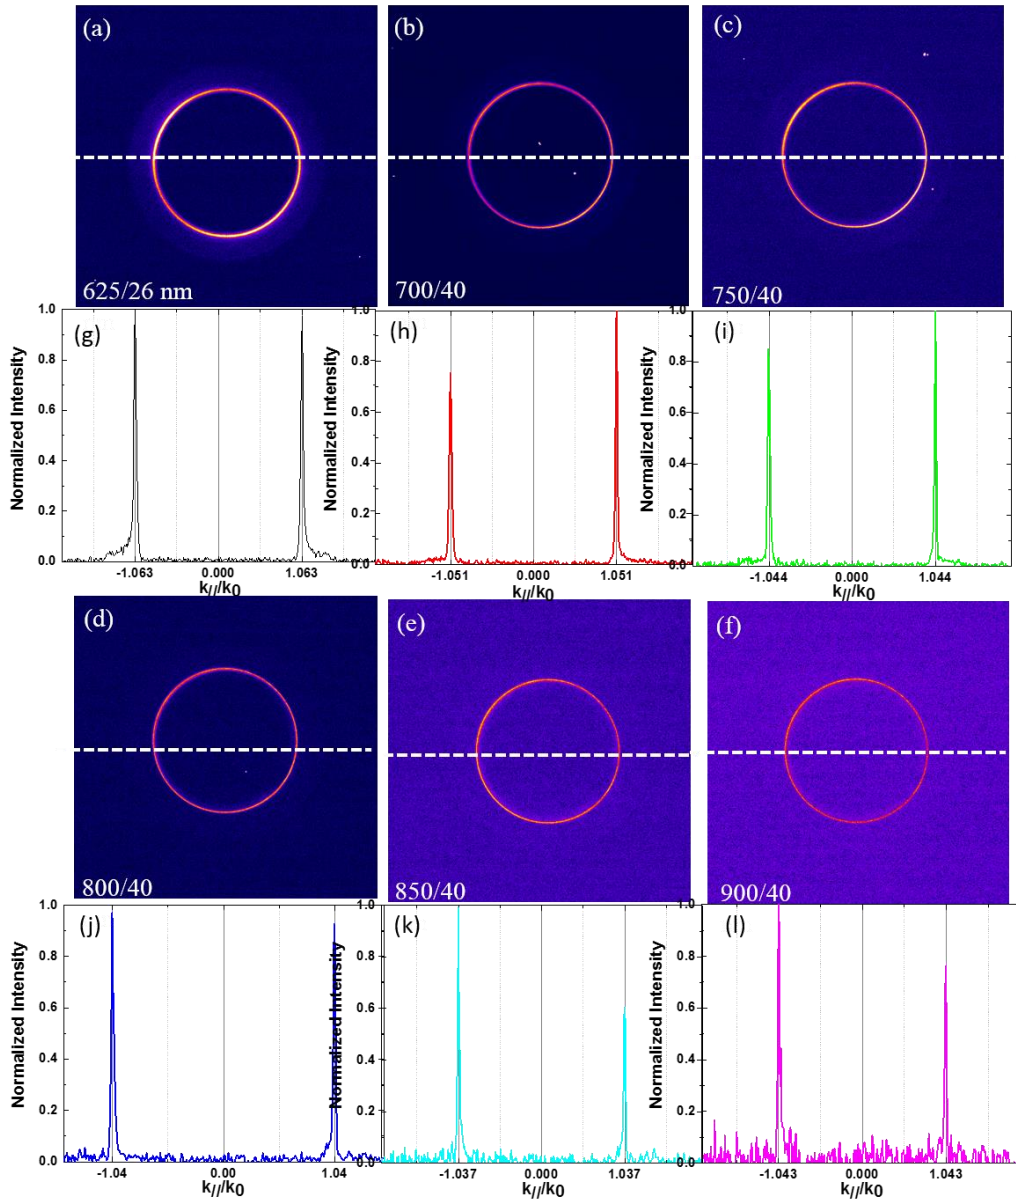 (a)
(b)
(c)
625/26 nm
700/40
750/40
(g)
1.0
0.8
0.6
0.4
0.2
0.0
Normalized Intensity
-1.063 0.000 1.063
k///k0
(h)
1.0
0.8
0.6
0.4
0.2
0.0
Normalized Intensity
-1.051 0.000 1.051
k///k0
(i)
1.0
0.8
0.6
0.4
0.2
0.0
Normalized Intensity
-1.044 0.000 1.044
k///k0
(d)
(e)
(f)
800/40
850/40
900/40
(j)
1.0
0.8
0.6
0.4
0.2
0.0
Normalized Intensity
-1.04 0.00 1.04
k///k0
(k)
1.0
0.8
0.6
0.4
0.2
0.0
Normalized Intensity
-1.037 0.000 1.037
k///k0
(l)
1.0
0.8
0.6
0.4
0.2
0.0
Normalized Intensity
-1.043 0.000 1.043
k///k0